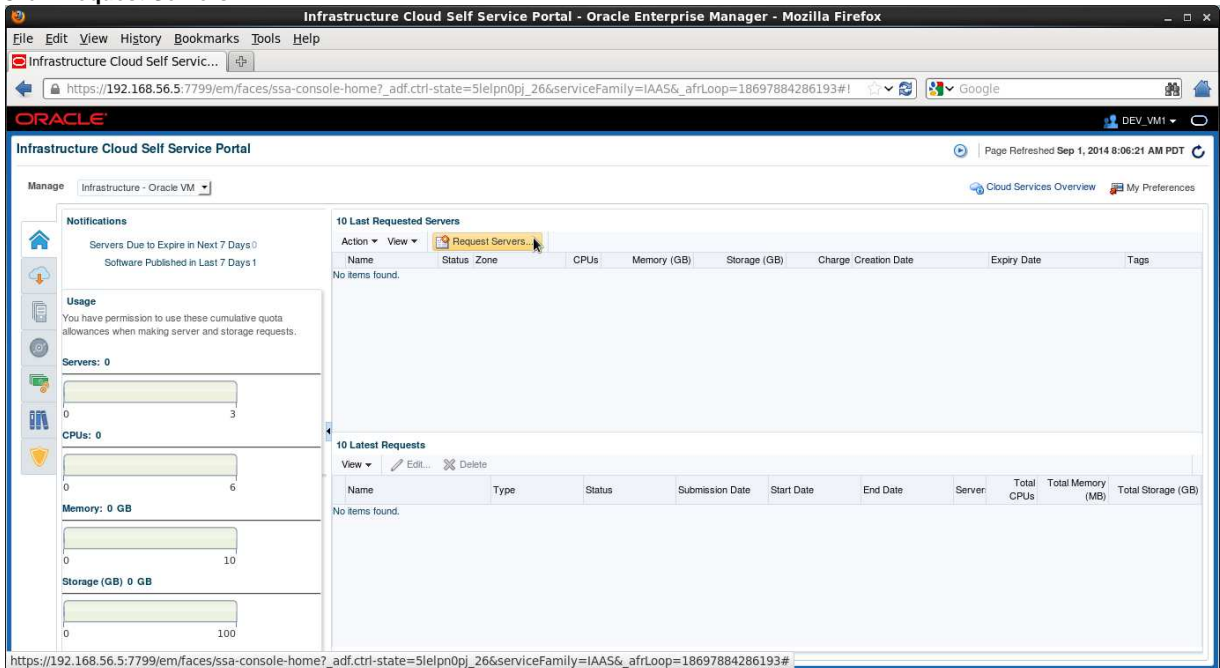 Infrastructure Cloud Self Service Portal - Oracle Enterprise Manager - Mozilla Firefox
File Edit View History Bookmarks Tools Help
Infrastructure Cloud Self Servic...
https://192.168.56.5:7799/em/faces/ssa-console-home?_adf.ctrl-state=5lelpn0pj_26&serviceFamily=IAAS&_afrLoop=18697884286193#!
Google
ORACLE
DEV_VM1
Infrastructure Cloud Self Service Portal
Page Refreshed Sep 1, 2014 8:06:21 AM PDT
Manage Infrastructure - Oracle VM
Cloud Services Overview My Preferences
Notifications
Servers Due to Expire in Next 7 Days 0
Software Published in Last 7 Days 1
Usage
You have permission to use these cumulative quota
allowances when making server and storage requests.
Servers: 0
0 3
CPUs: 0
0 6
Memory: 0 GB
0 10
Storage (GB) 0 GB
0 100
10 Last Requested Servers
Action View Request Servers...
Name Status Zone CPUs Memory (GB) Storage (GB) Charge Creation Date Expiry Date Tags
No items found.
10 Latest Requests
View Edit... Delete
Name Type Status Submission Date Start Date End Date Server Total CPUs Total Memory (MB) Total Storage (GB)
No items found.
https://192.168.56.5:7799/em/faces/ssa-console-home?_adf.ctrl-state=5lelpn0pj_26&serviceFamily=IAAS&_afrLoop=18697884286193#